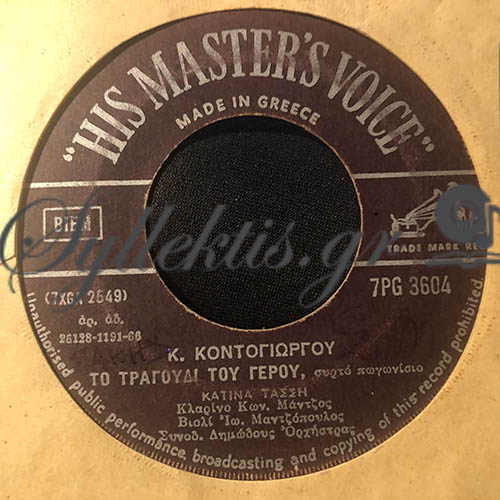 "HIS MASTER'S VOICE"
MADE IN GREECE
BIEM
TRADE MARK RE
Syllektis.gr
(7XGA 2549)
7PG 3604
ἀρ. ἀδ.
26128-1191-66
Κ. ΚΟΝΤΟΓΙΩΡΓΟΥ
ΤΟ ΤΡΑΓΟΥΔΙ ΤΟΥ ΓΕΡΟΥ, συρτό πωγωνίσιο
ΚΑΤΙΝΑ ΤΑΣΣΗ
Κλαρίνο Κων. Μάντζος
Βιολί Ἰω. Μαντζόπουλος
Συνοδ. Δημώδους Ὀρχήστρας
Unauthorised public performance broadcasting and copying of this record prohibited.